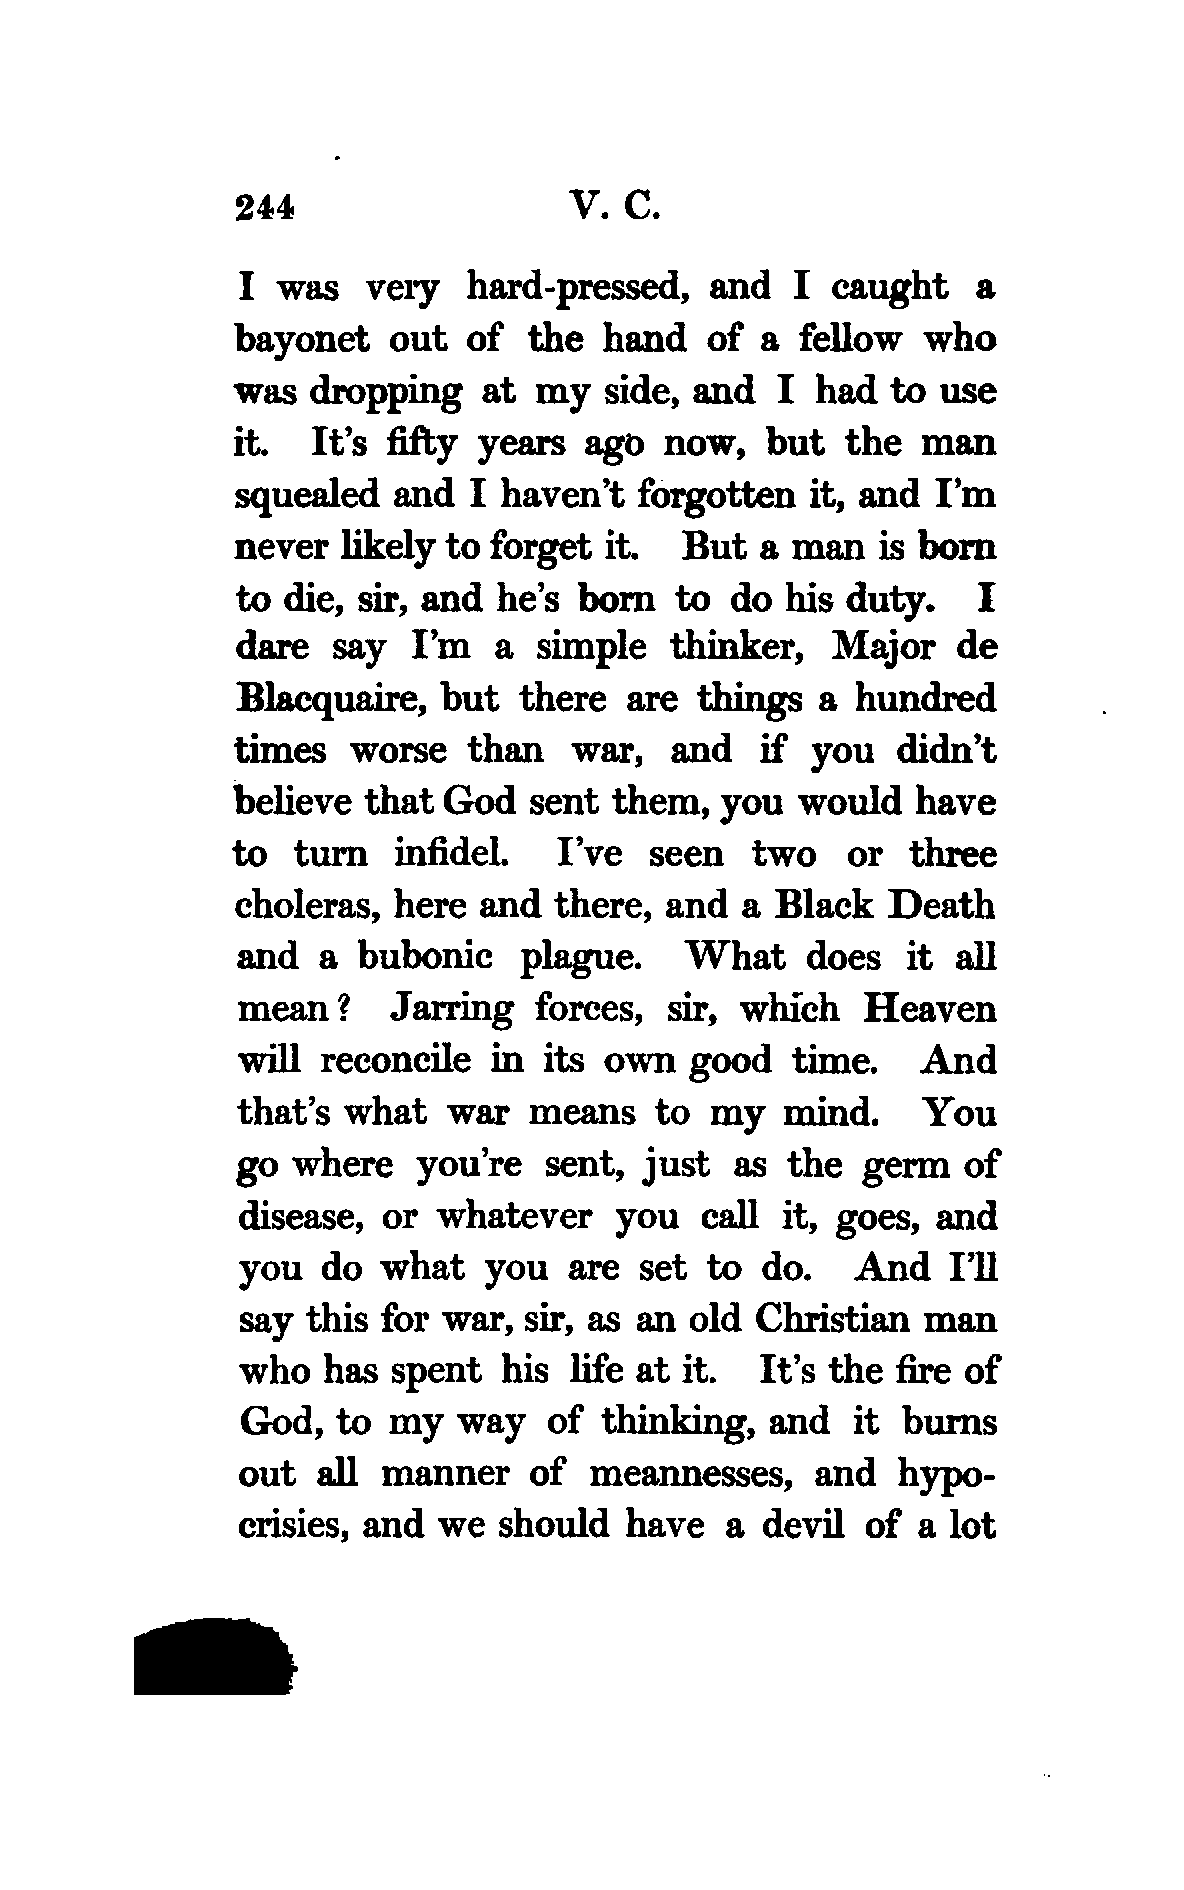 244 V. C.
I was very hard-pressed, and I caught a
bayonet out of the hand of a fellow who
was dropping at my side, and I had to use
it. It's fifty years ago now, but the man
squealed and I haven't forgotten it, and I'm
never likely to forget it. But a man is born
to die, sir, and he's born to do his duty. I
dare say I'm a simple thinker, Major de
Blacquaire, but there are things a hundred
times worse than war, and if you didn't
believe that God sent them, you would have
to turn infidel. I've seen two or three
choleras, here and there, and a Black Death
and a bubonic plague. What does it all
mean? Jarring forces, sir, which Heaven
will reconcile in its own good time. And
that's what war means to my mind. You
go where you're sent, just as the germ of
disease, or whatever you call it, goes, and
you do what you are set to do. And I'll
say this for war, sir, as an old Christian man
who has spent his life at it. It's the fire of
God, to my way of thinking, and it burns
out all manner of meannesses, and hypo-
crisies, and we should have a devil of a lot